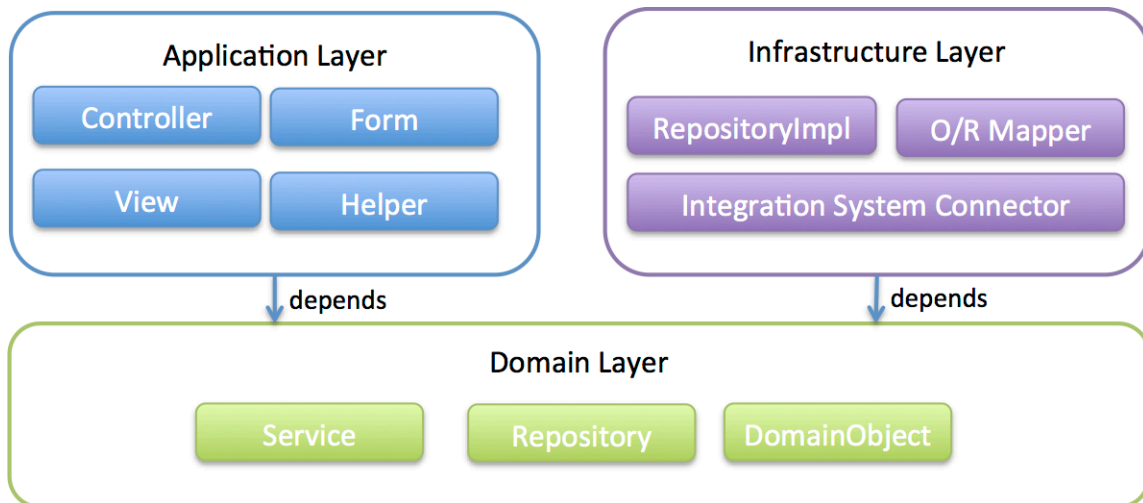 Application Layer
Controller
Form
View
Helper
Infrastructure Layer
RepositoryImpl
O/R Mapper
Integration System Connector
depends
depends
Domain Layer
Service
Repository
DomainObject